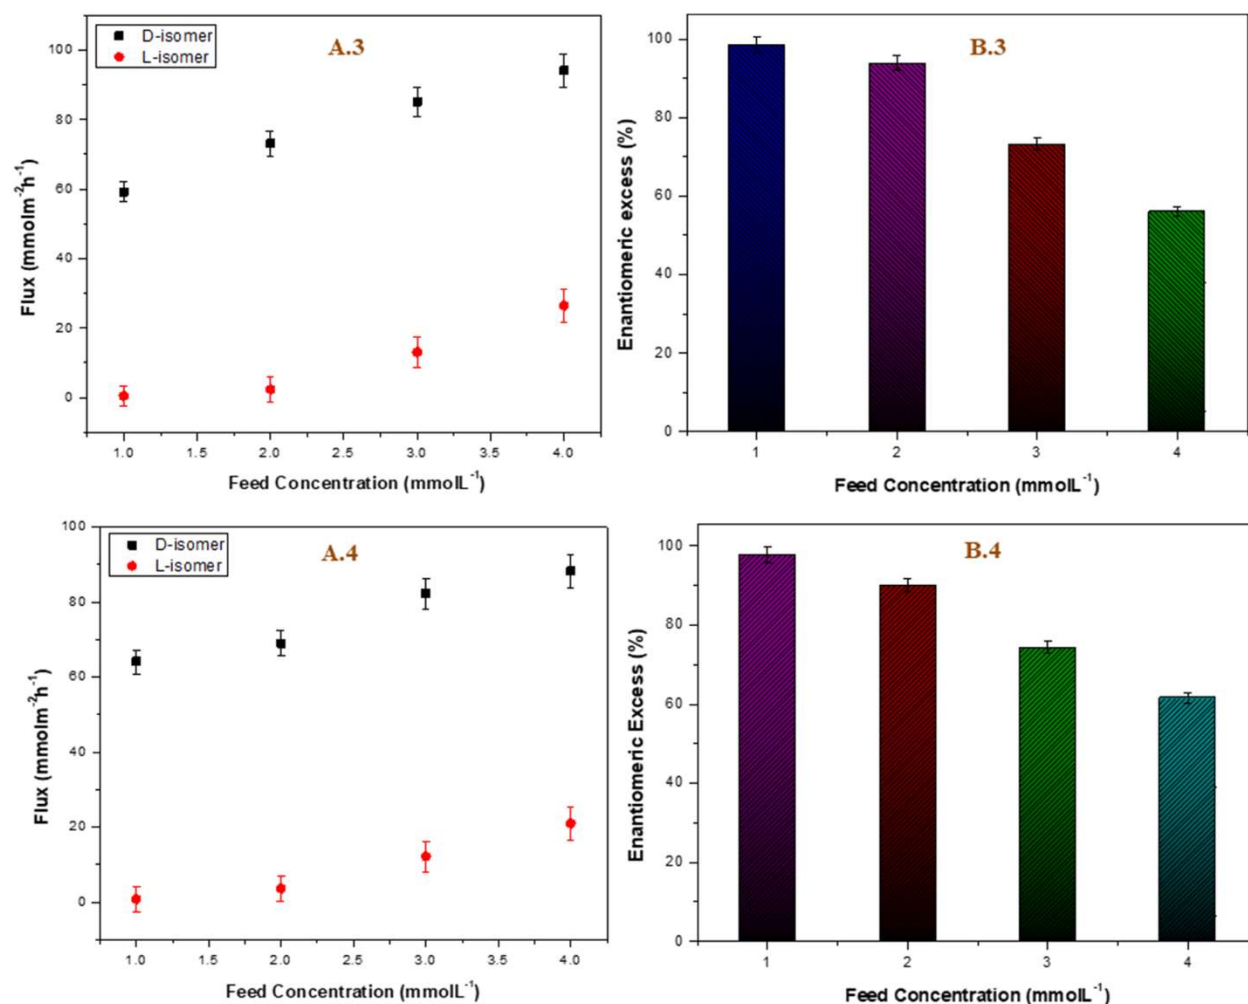 A.3
D-isomer
L-isomer
Flux (mmolm⁻²h⁻¹)
100
80
60
40
20
0
1.0 1.5 2.0 2.5 3.0 3.5 4.0
Feed Concentration (mmolL⁻¹)
B.3
Enantiomeric excess (%)
100
80
60
40
20
0
1 2 3 4
Feed Concentration (mmolL⁻¹)
A.4
D-isomer
L-isomer
Flux (mmolm⁻²h⁻¹)
100
80
60
40
20
0
1.0 1.5 2.0 2.5 3.0 3.5 4.0
Feed Concentration (mmolL⁻¹)
B.4
Enantiomeric Excess (%)
100
80
60
40
20
0
1 2 3 4
Feed Concentration (mmolL⁻¹)